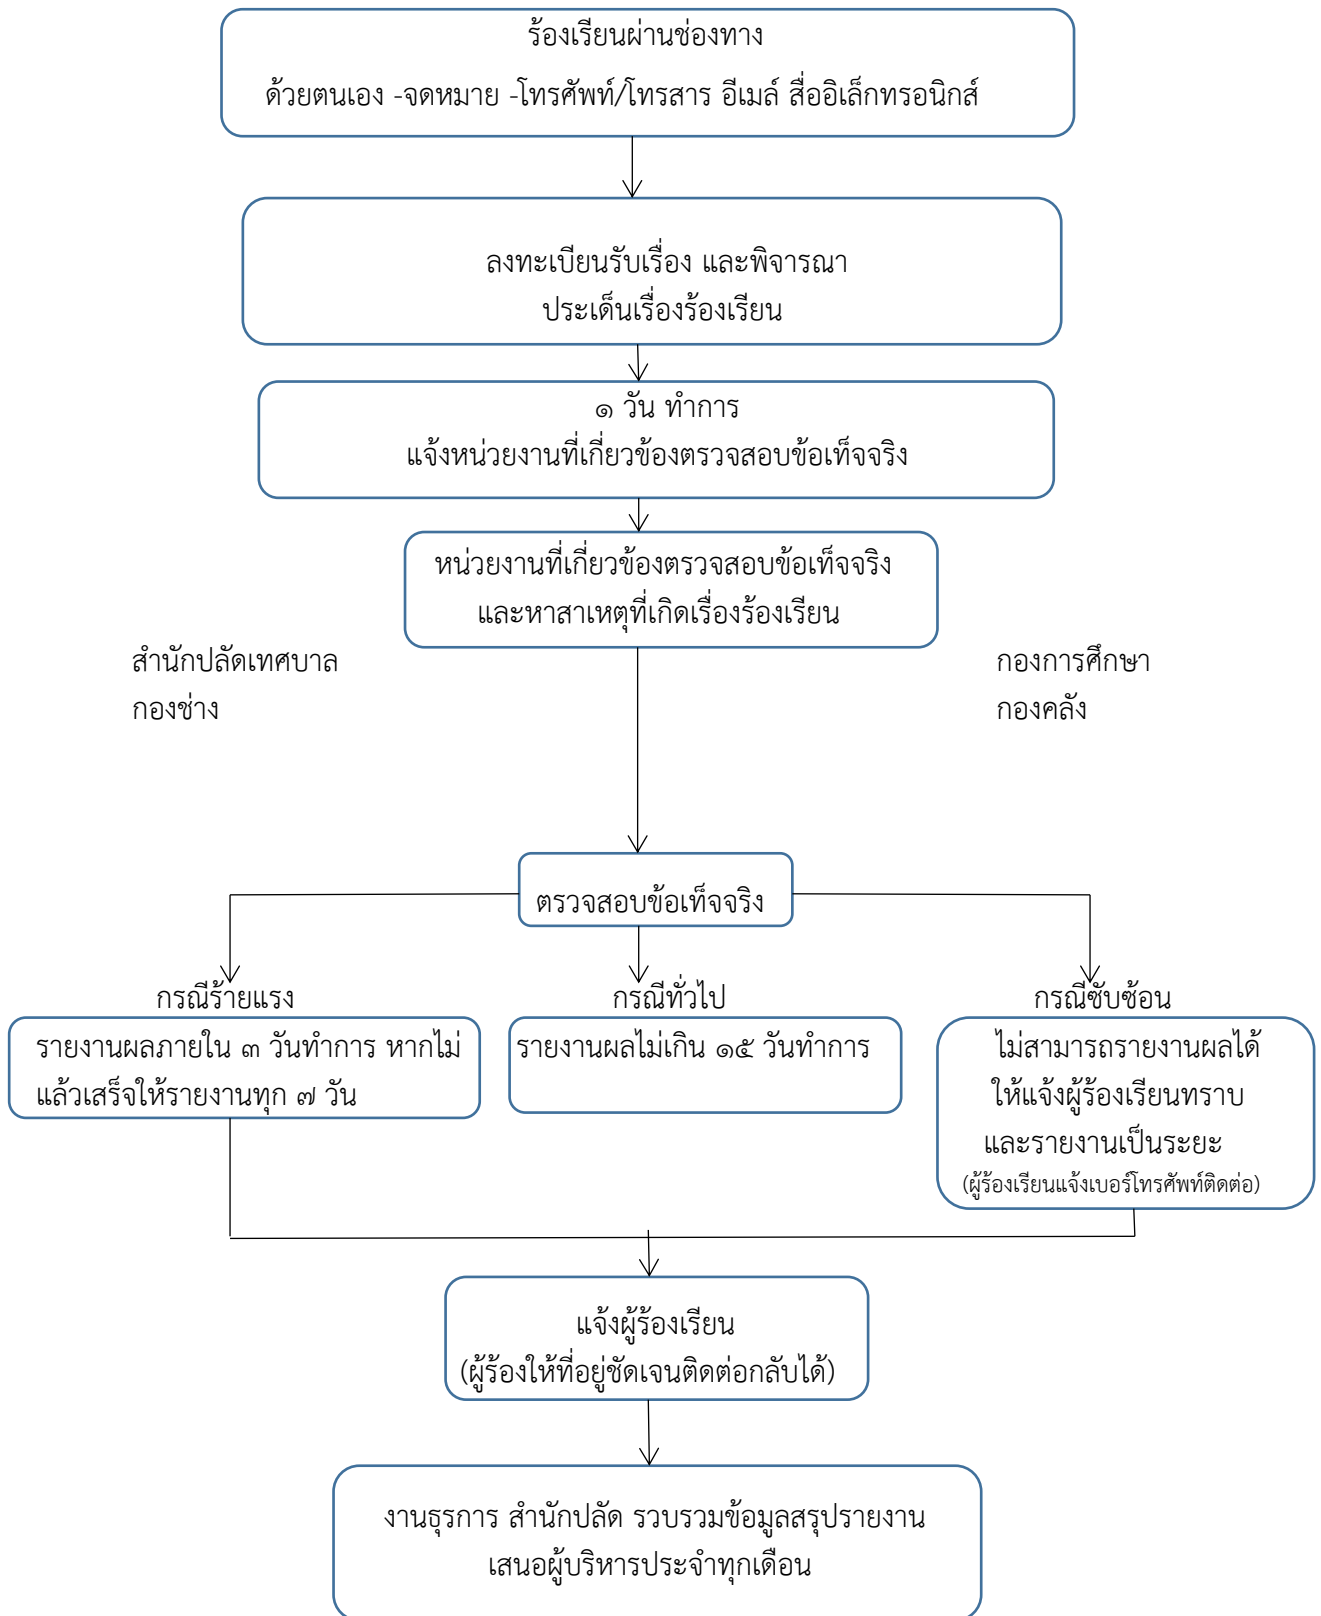 ร้องเรียนผ่านช่องทาง
ด้วยตนเอง -จดหมาย -โทรศัพท์/โทรสาร อีเมล์ สื่ออิเล็กทรอนิกส์
ลงทะเบียนรับเรื่อง และพิจารณา
ประเด็นเรื่องร้องเรียน
๑ วัน ทำการ
แจ้งหน่วยงานที่เกี่ยวข้องตรวจสอบข้อเท็จจริง
หน่วยงานที่เกี่ยวข้องตรวจสอบข้อเท็จจริง
และหาสาเหตุที่เกิดเรื่องร้องเรียน
สำนักปลัดเทศบาล
กองช่าง
กองการศึกษา
กองคลัง
ตรวจสอบข้อเท็จจริง
กรณีร้ายแรง
รายงานผลภายใน ๓ วันทำการ หากไม่
แล้วเสร็จให้รายงานทุก ๗ วัน
กรณีทั่วไป
รายงานผลไม่เกิน ๑๕ วันทำการ
กรณีซับซ้อน
ไม่สามารถรายงานผลได้
ให้แจ้งผู้ร้องเรียนทราบ
และรายงานเป็นระยะ
(ผู้ร้องเรียนแจ้งเบอร์โทรศัพท์ติดต่อ)
แจ้งผู้ร้องเรียน
(ผู้ร้องให้ที่อยู่ชัดเจนติดต่อกลับได้)
งานธุรการ สำนักปลัด รวบรวมข้อมูลสรุปรายงาน
เสนอผู้บริหารประจำทุกเดือน